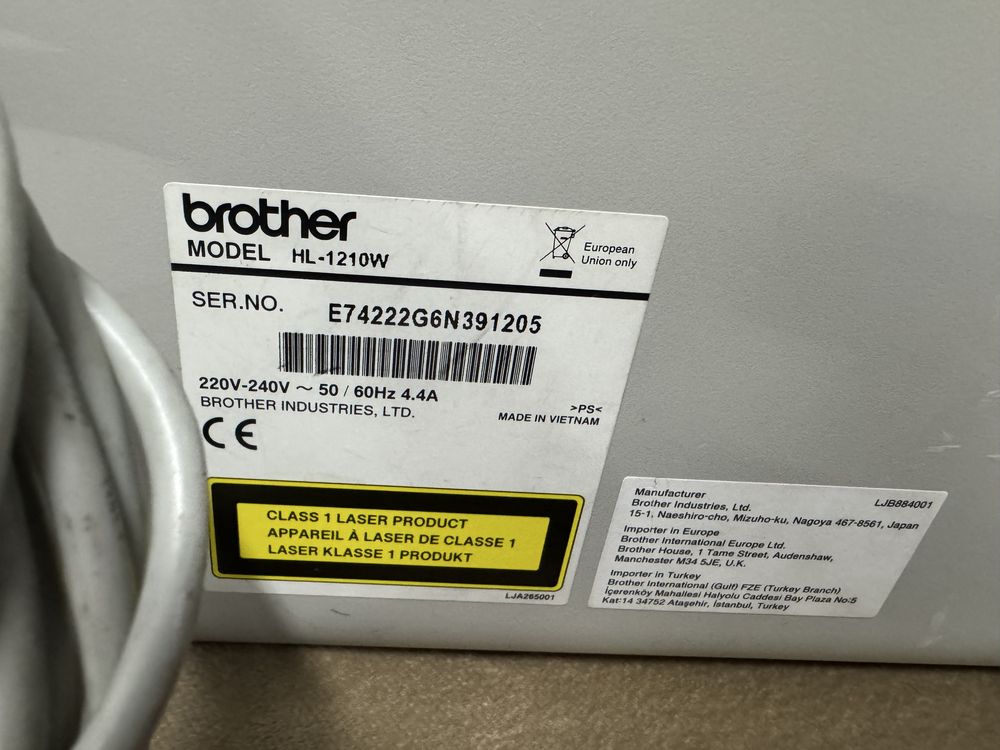 brother
MODEL HL-1210W
European
Union only
SER.NO. E74222G6N391205
220V-240V ~ 50 / 60Hz 4.4A
BROTHER INDUSTRIES, LTD.
>PS<
MADE IN VIETNAM
CE
CLASS 1 LASER PRODUCT
APPAREIL À LASER DE CLASSE 1
LASER KLASSE 1 PRODUKT
LJA265001
Manufacturer LJB884001
Brother Industries, Ltd.
15-1, Naeshiro-cho, Mizuho-ku, Nagoya 467-8561, Japan
Importer in Europe
Brother International Europe Ltd.
Brother House, 1 Tame Street, Audenshaw,
Manchester M34 5JE, U.K.
Importer in Turkey
Brother International (Gulf) FZE (Turkey Branch)
İçerenköy Mahallesi Halyolu Caddesi Bay Plaza No:5
Kat:14 34752 Ataşehir, İstanbul, Turkey